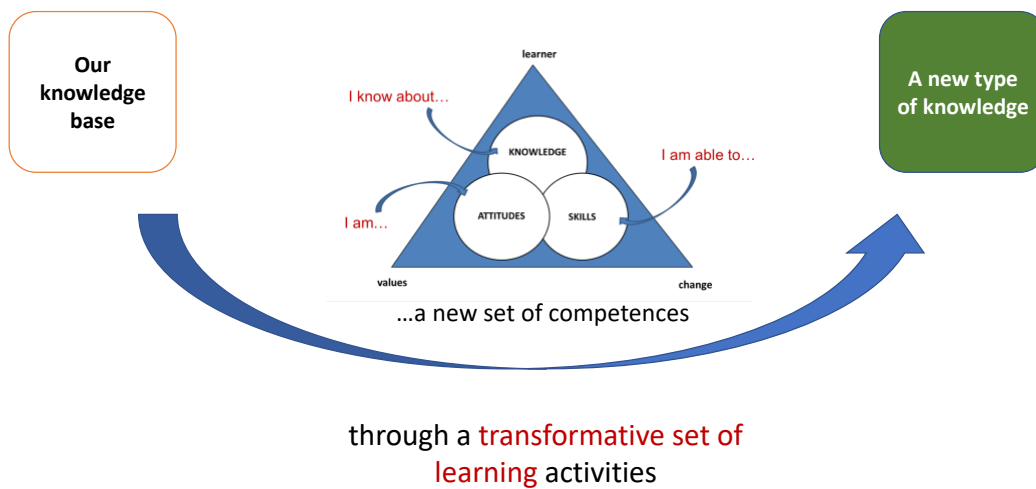 Our
knowledge
base
learner
I know about…
KNOWLEDGE
I am able to…
I am…
ATTITUDES
SKILLS
values
change
…a new set of competences
A new type
of knowledge
through a transformative set of
learning activities